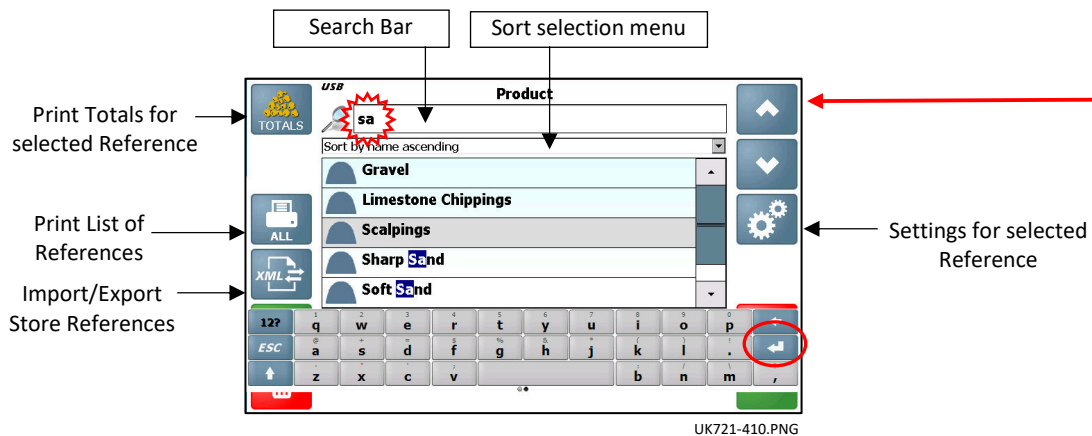 Search Bar
Sort selection menu
Print Totals for
selected Reference
Print List of
References
Import/Export
Store References
Settings for selected
Reference
USB
Product
TOTALS
sa
Sort by name ascending
Gravel
Limestone Chippings
Scalpings
Sharp Sand
Soft Sand
ALL
XML
12? q w e r t y u i o p
ESC a s d f g h j k l .
z x c v b n m ,
UK721-410.PNG